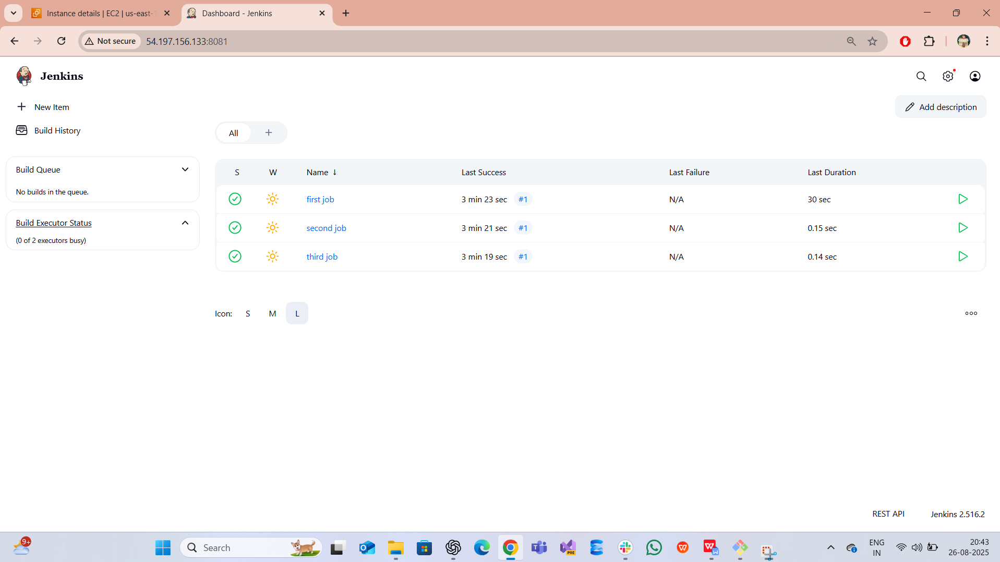 Instance details | EC2 | us-east-
Dashboard - Jenkins
Not secure
54.197.156.133:8081
Jenkins
New Item
Add description
Build History
All
+
Build Queue
No builds in the queue.
Build Executor Status
(0 of 2 executors busy)
S W Name ↓ Last Success Last Failure Last Duration
first job 3 min 23 sec #1 N/A 30 sec
second job 3 min 21 sec #1 N/A 0.15 sec
third job 3 min 19 sec #1 N/A 0.14 sec
Icon: S M L
REST API Jenkins 2.516.2
9+
Search
PRE
ENG
IN
20:43
26-08-2025